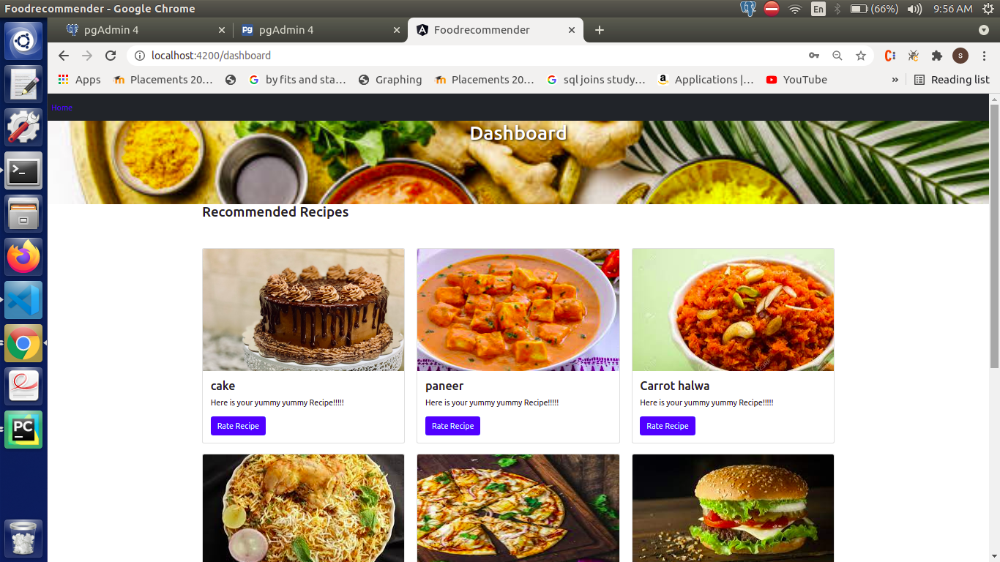 Foodrecommender - Google Chrome
En
(66%)
9:56 AM
pgAdmin 4
pgAdmin 4
Foodrecommender
localhost:4200/dashboard
S
Apps
Placements 20…
by fits and sta…
Graphing
Placements 20…
sql joins study…
Applications |…
YouTube
»
Reading list
Home
Dashboard
Recommended Recipes
cake
paneer
Carrot halwa
Here is your yummy yummy Recipe!!!!!
Here is your yummy yummy Recipe!!!!!
Here is your yummy yummy Recipe!!!!!
Rate Recipe
Rate Recipe
Rate Recipe
PC